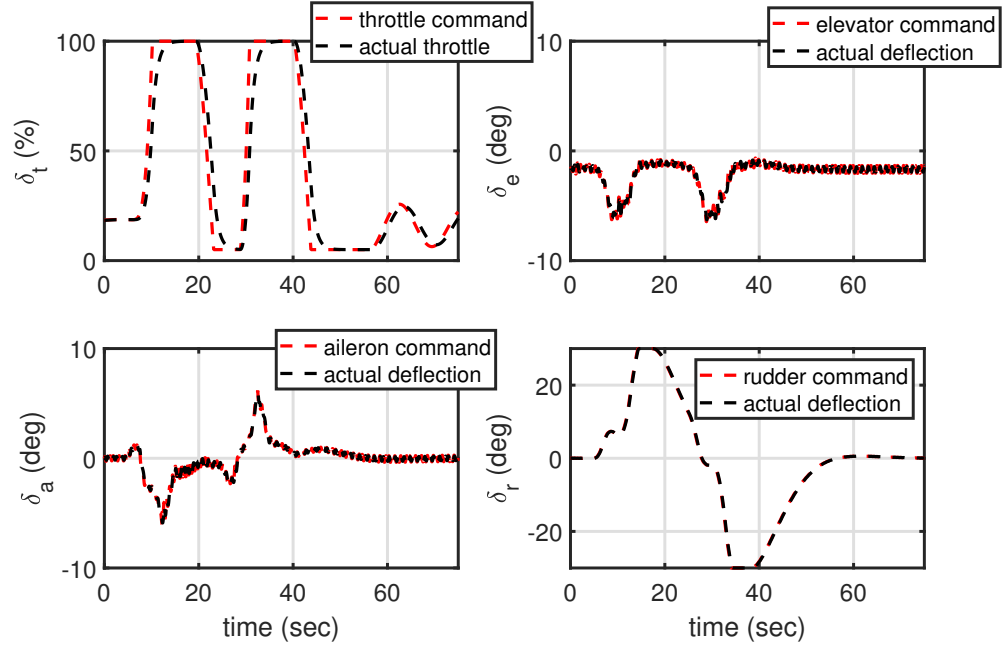 throttle command
actual throttle
100
50
0
δt (%)
0 20 40 60
elevator command
actual deflection
10
0
-10
δe (deg)
0 20 40 60
aileron command
actual deflection
10
0
-10
δa (deg)
0 20 40 60
time (sec)
rudder command
actual deflection
20
0
-20
δr (deg)
0 20 40 60
time (sec)